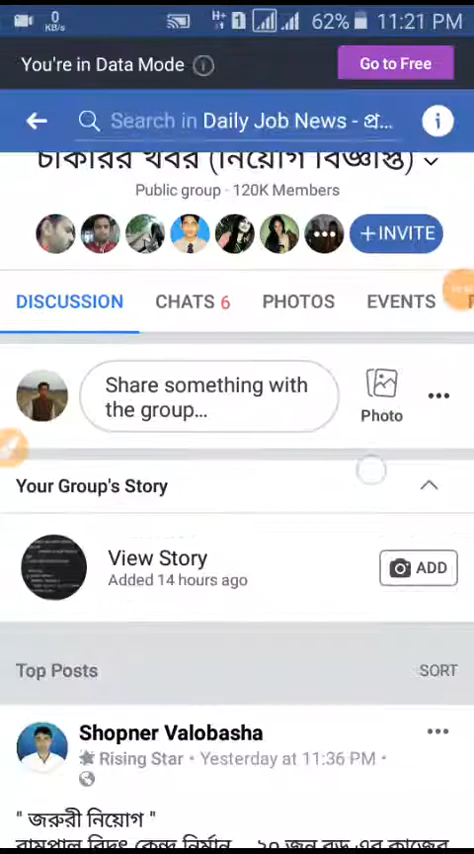 0
KB/s
H+
1
62%
11:21 PM
You're in Data Mode
Go to Free
Search in Daily Job News - প্র...
চাকরির খবর (নিয়োগ বিজ্ঞপ্তি)
Public group · 120K Members
+INVITE
DISCUSSION CHATS 6 PHOTOS EVENTS
Share something with
the group...
Photo
Your Group's Story
View Story
Added 14 hours ago
ADD
Top Posts
SORT
Shopner Valobasha
Rising Star • Yesterday at 11:36 PM •
" জরুরী নিয়োগ "